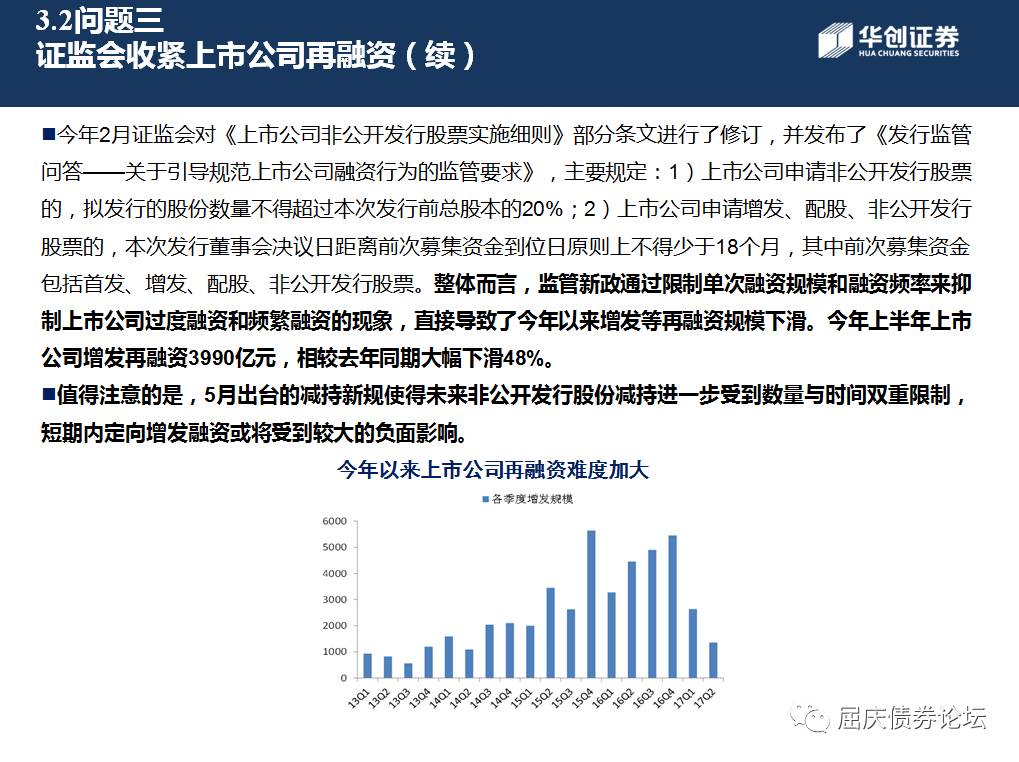 3.2问题三
证监会收紧上市公司再融资（续）
华创证券
HUA CHUANG SECURITIES
■今年2月证监会对《上市公司非公开发行股票实施细则》部分条文进行了修订，并发布了《发行监管
问答——关于引导规范上市公司融资行为的监管要求》，主要规定：1）上市公司申请非公开发行股票
的，拟发行的股份数量不得超过本次发行前总股本的20%；2）上市公司申请增发、配股、非公开发行
股票的，本次发行董事会决议日距离前次募集资金到位日原则上不得少于18个月，其中前次募集资金
包括首发、增发、配股、非公开发行股票。整体而言，监管新政通过限制单次融资规模和融资频率来抑
制上市公司过度融资和频繁融资的现象，直接导致了今年以来增发等再融资规模下滑。今年上半年上市
公司增发再融资3990亿元，相较去年同期大幅下滑48%。
■值得注意的是，5月出台的减持新规使得未来非公开发行股份减持进一步受到数量与时间双重限制，
短期内定向增发融资或将受到较大的负面影响。
今年以来上市公司再融资难度加大
各季度增发规模
6000
5000
4000
3000
2000
1000
0
13Q1 13Q2 13Q3 13Q4 14Q1 14Q2 14Q3 14Q4 15Q1 15Q2 15Q3 15Q4 16Q1 16Q2 16Q3 16Q4 17Q1 17Q2
屈庆债券论坛